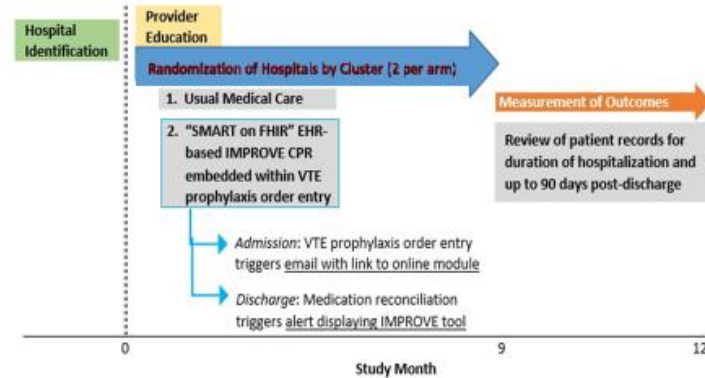 Hospital
Identification
Provider
Education
Randomization of Hospitals by Cluster (2 per arm)
1. Usual Medical Care
2. “SMART on FHIR” EHR-
based IMPROVE CPR
embedded within VTE
prophylaxis order entry
Admission: VTE prophylaxis order entry
triggers email with link to online module
Discharge: Medication reconciliation
triggers alert displaying IMPROVE tool
Measurement of Outcomes
Review of patient records for
duration of hospitalization and
up to 90 days post-discharge
0
9
12
Study Month